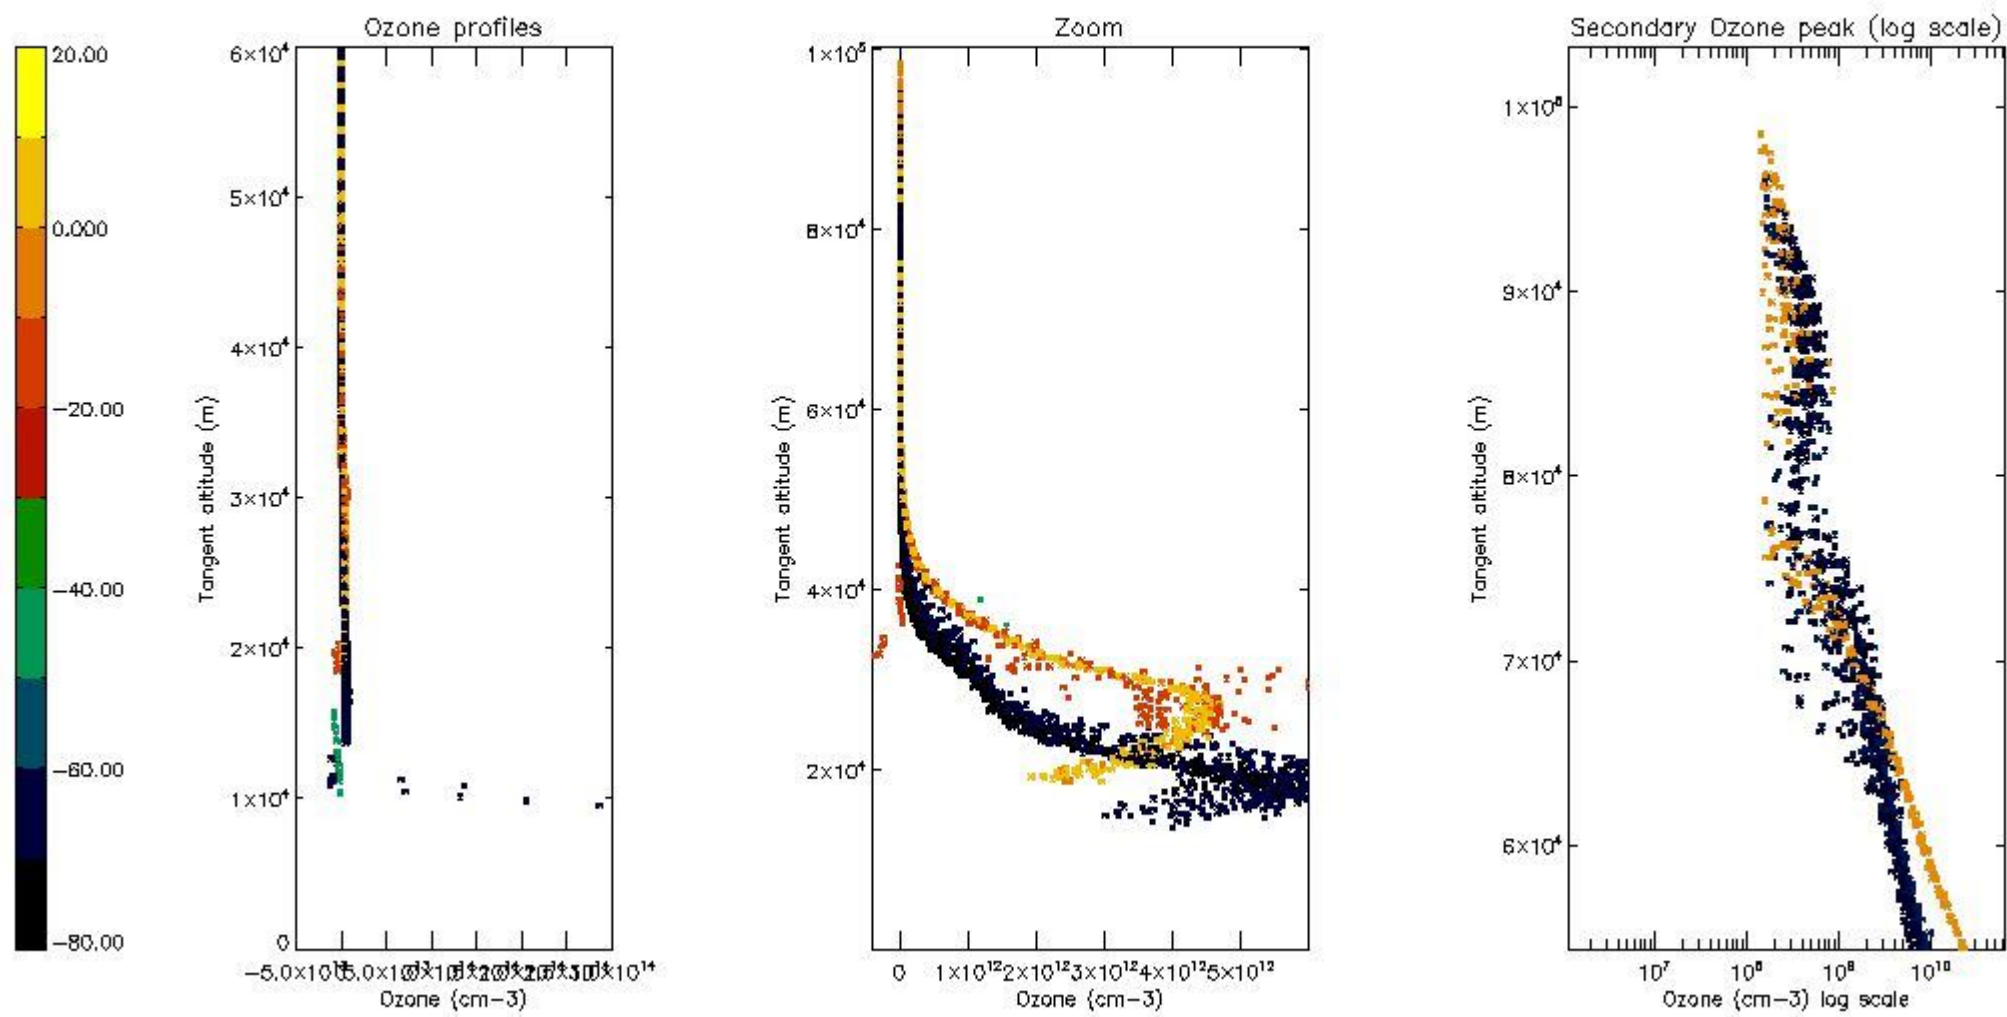 Ozone profiles
Zoom
Secondary Ozone peak (log scale)
20.00
0.000
-20.00
-40.00
-60.00
-80.00
6×10⁴
5×10⁴
4×10⁴
3×10⁴
2×10⁴
1×10⁴
0
Tangent altitude (m)
Ozone (cm-3)
1×10⁵
8×10⁴
6×10⁴
4×10⁴
2×10⁴
Tangent altitude (m)
0 1×10¹² 2×10¹² 3×10¹² 4×10¹² 5×10¹²
Ozone (cm-3)
1×10⁵
9×10⁴
8×10⁴
7×10⁴
6×10⁴
Tangent altitude (m)
10⁷ 10⁸ 10⁹ 10¹⁰
Ozone (cm-3) log scale